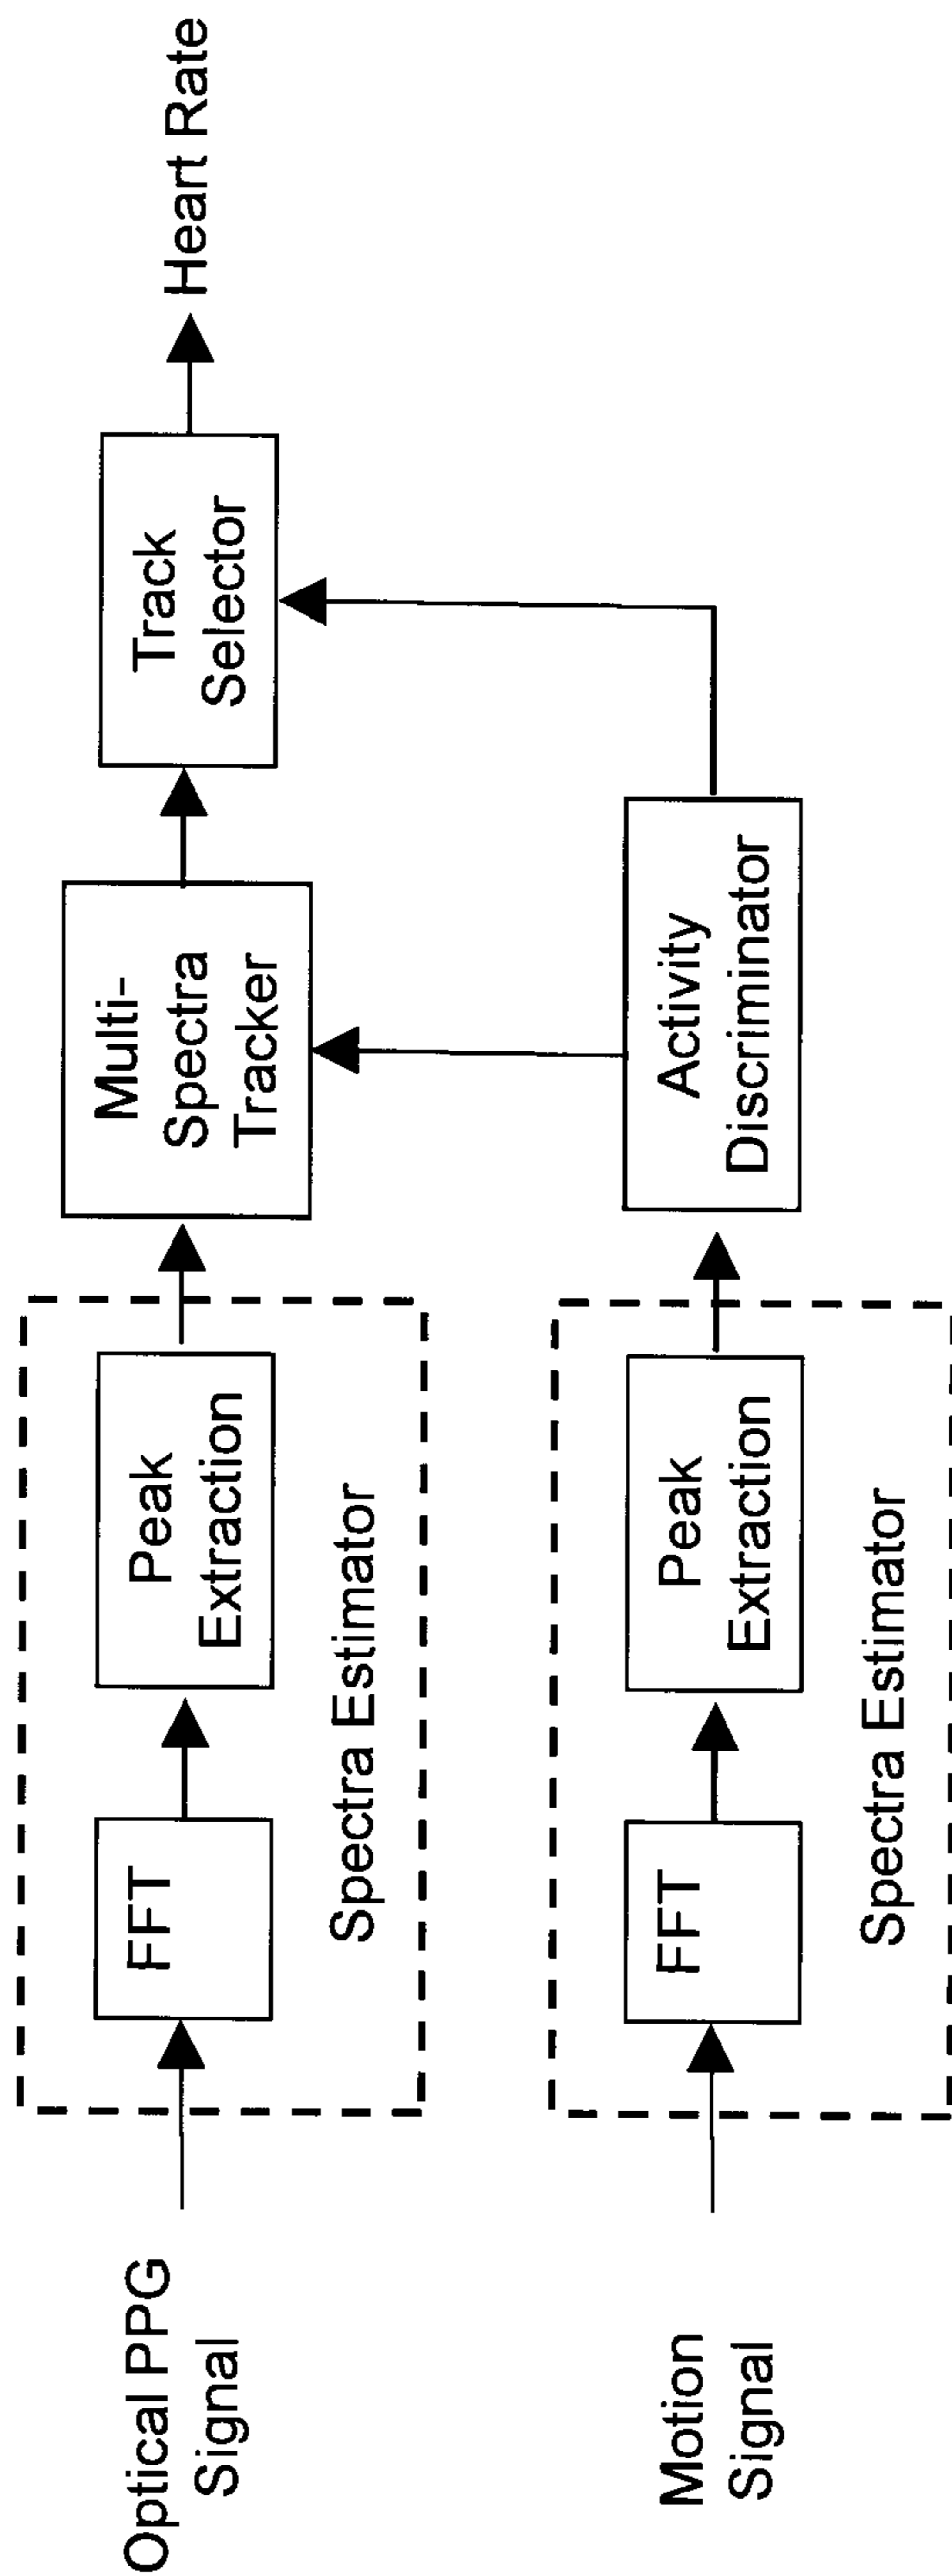 Optical PPG
Signal
FFT
Peak
Extraction
Spectra Estimator
Multi-
Spectra
Tracker
Track
Selector
Heart Rate
Motion
Signal
FFT
Peak
Extraction
Spectra Estimator
Activity
Discriminator